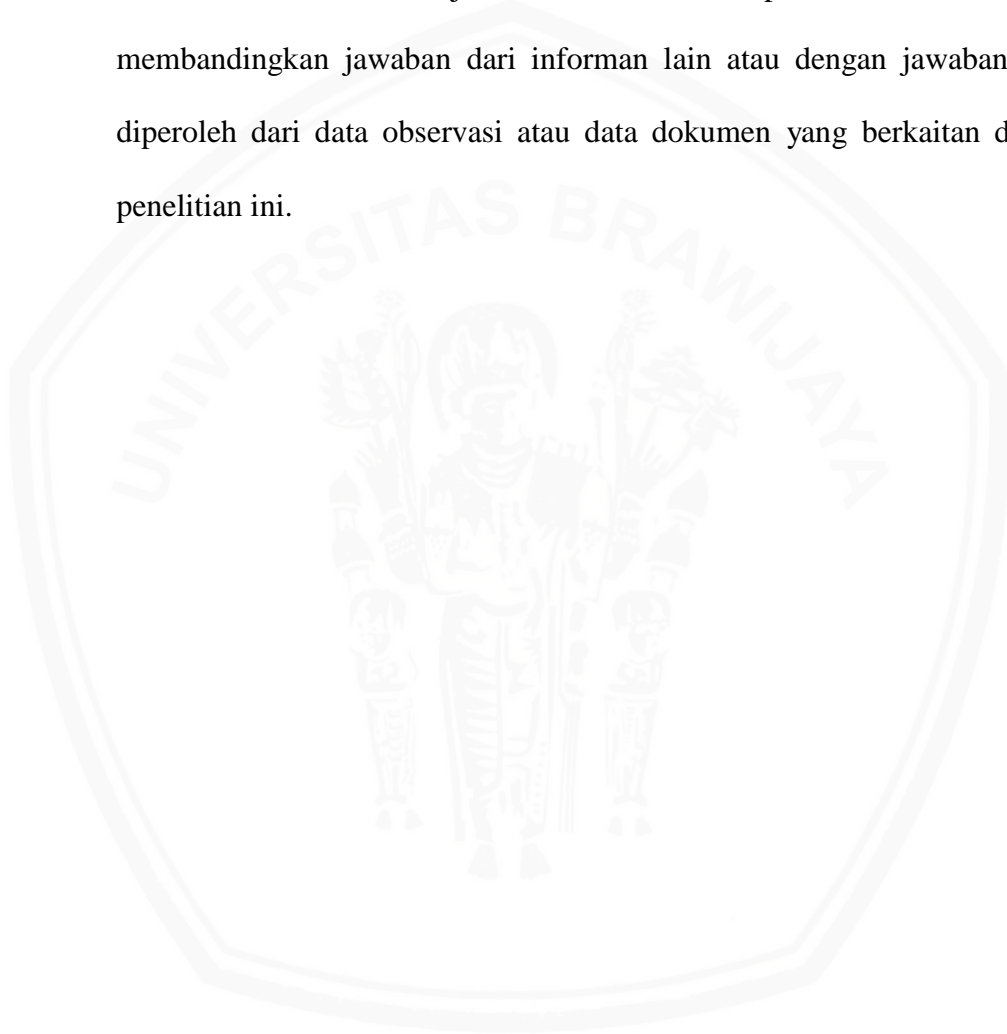 membandingkan jawaban dari informan lain atau dengan jawaban
diperoleh dari data observasi atau data dokumen yang berkaitan d
penelitian ini.
UNIVERSITAS BRAWIJAYA